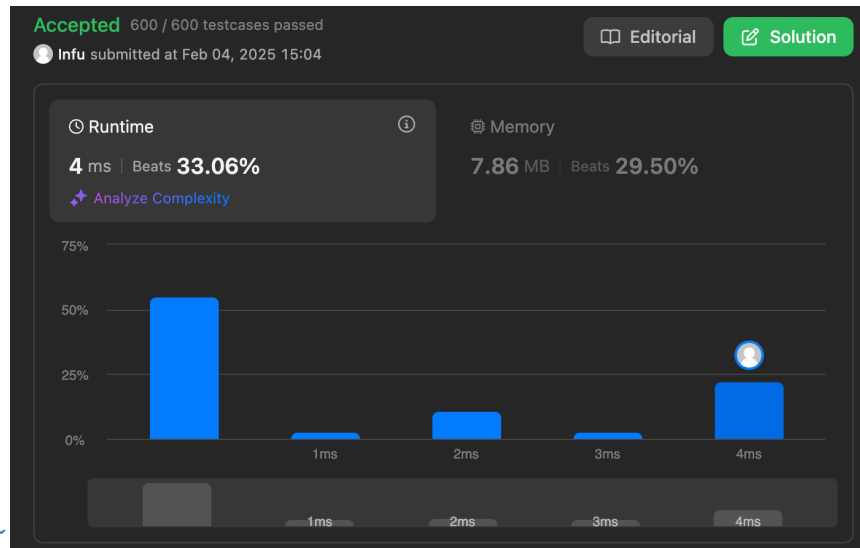 Accepted 600 / 600 testcases passed
Editorial
Solution
Infu submitted at Feb 04, 2025 15:04
Runtime
Memory
4 ms | Beats 33.06%
7.86 MB | Beats 29.50%
Analyze Complexity
75%
50%
25%
0%
1ms 2ms 3ms 4ms
1ms 2ms 3ms 4ms